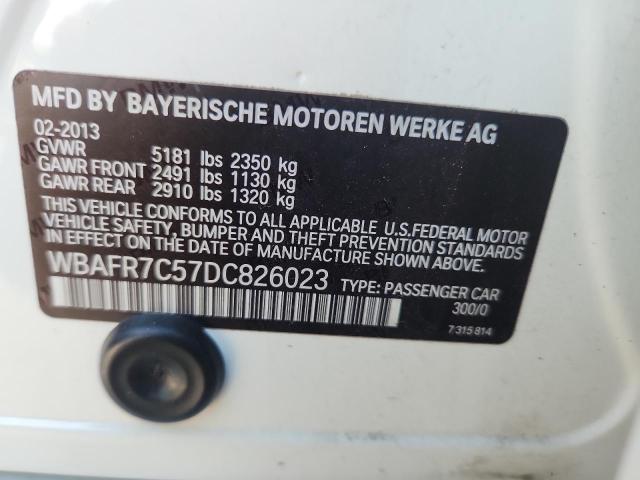 MFD BY BAYERISCHE MOTOREN WERKE AG
02-2013
GVWR 5181 lbs 2350 kg
GAWR FRONT 2491 lbs 1130 kg
GAWR REAR 2910 lbs 1320 kg
THIS VEHICLE CONFORMS TO ALL APPLICABLE U.S.FEDERAL MOTOR
VEHICLE SAFETY, BUMPER AND THEFT PREVENTION STANDARDS
IN EFFECT ON THE DATE OF MANUFACTURE SHOWN ABOVE.
WBAFR7C57DC826023 TYPE: PASSENGER CAR
300/0
7 315 814